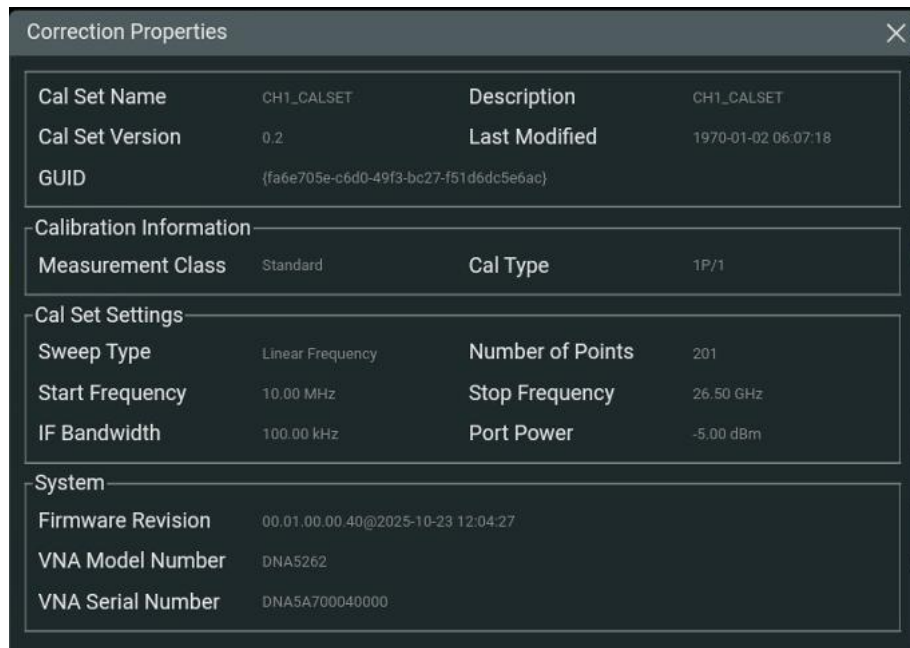 Correction Properties
Cal Set Name CH1_CALSET Description CH1_CALSET
Cal Set Version 0.2 Last Modified 1970-01-02 06:07:18
GUID {fa6e705e-c6d0-49f3-bc27-f51d6dc5e6ac}
Calibration Information
Measurement Class Standard Cal Type 1P/1
Cal Set Settings
Sweep Type Linear Frequency Number of Points 201
Start Frequency 10.00 MHz Stop Frequency 26.50 GHz
IF Bandwidth 100.00 kHz Port Power -5.00 dBm
System
Firmware Revision 00.01.00.00.40@2025-10-23 12:04:27
VNA Model Number DNA5262
VNA Serial Number DNA5A700040000